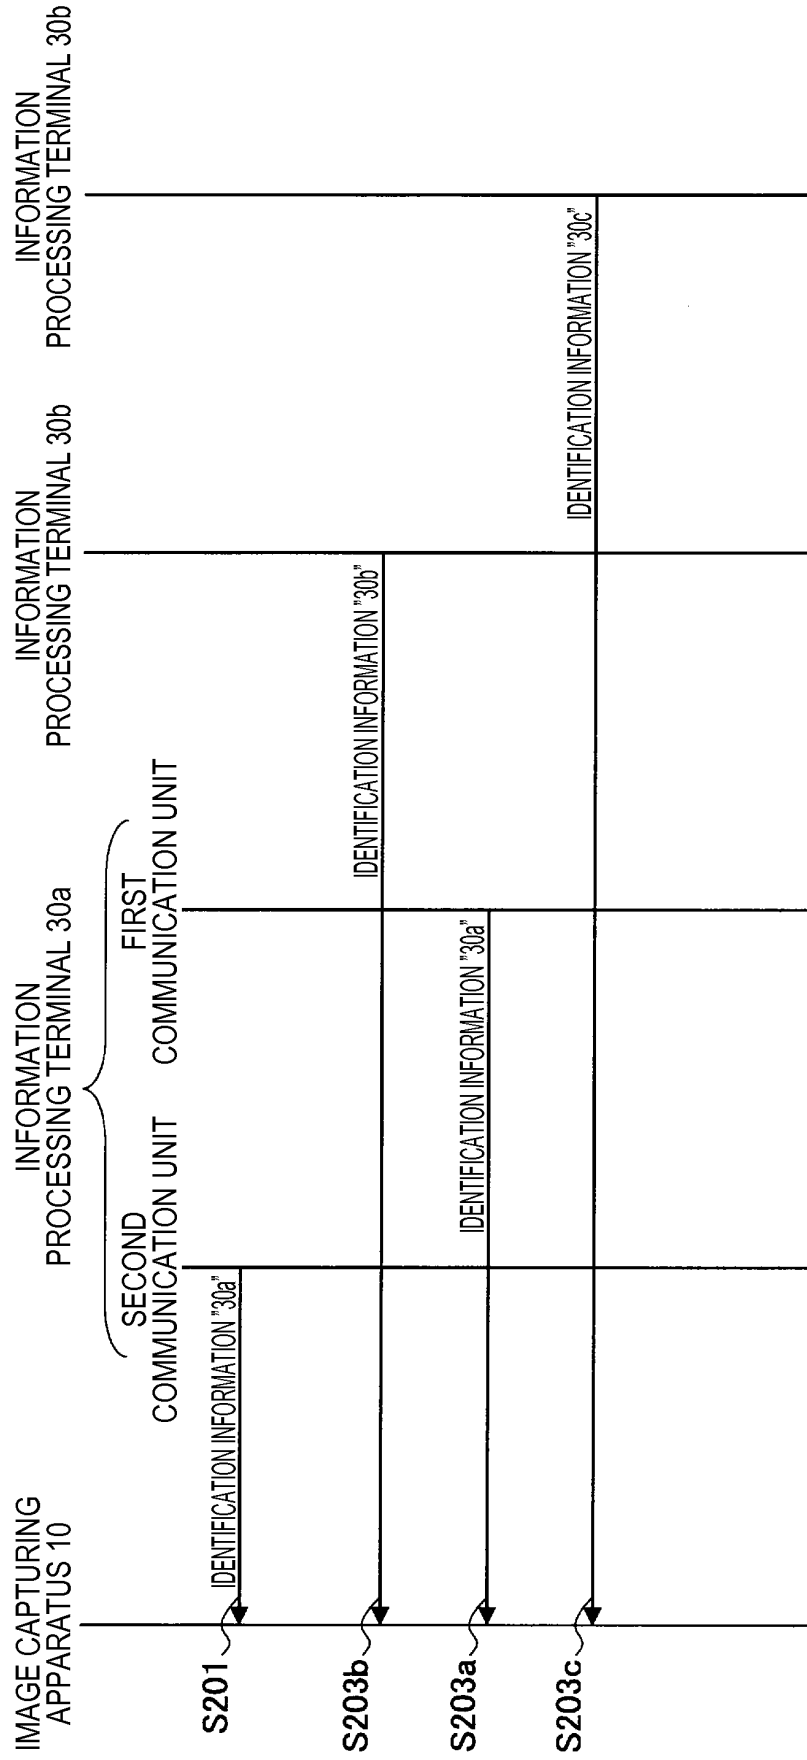 IMAGE CAPTURING
APPARATUS 10
INFORMATION
PROCESSING TERMINAL 30a
SECOND
COMMUNICATION UNIT
FIRST
COMMUNICATION UNIT
INFORMATION
PROCESSING TERMINAL 30b
INFORMATION
PROCESSING TERMINAL 30b
S201
IDENTIFICATION INFORMATION "30a"
S203b
IDENTIFICATION INFORMATION "30b"
S203a
IDENTIFICATION INFORMATION "30a"
S203c
IDENTIFICATION INFORMATION "30c"